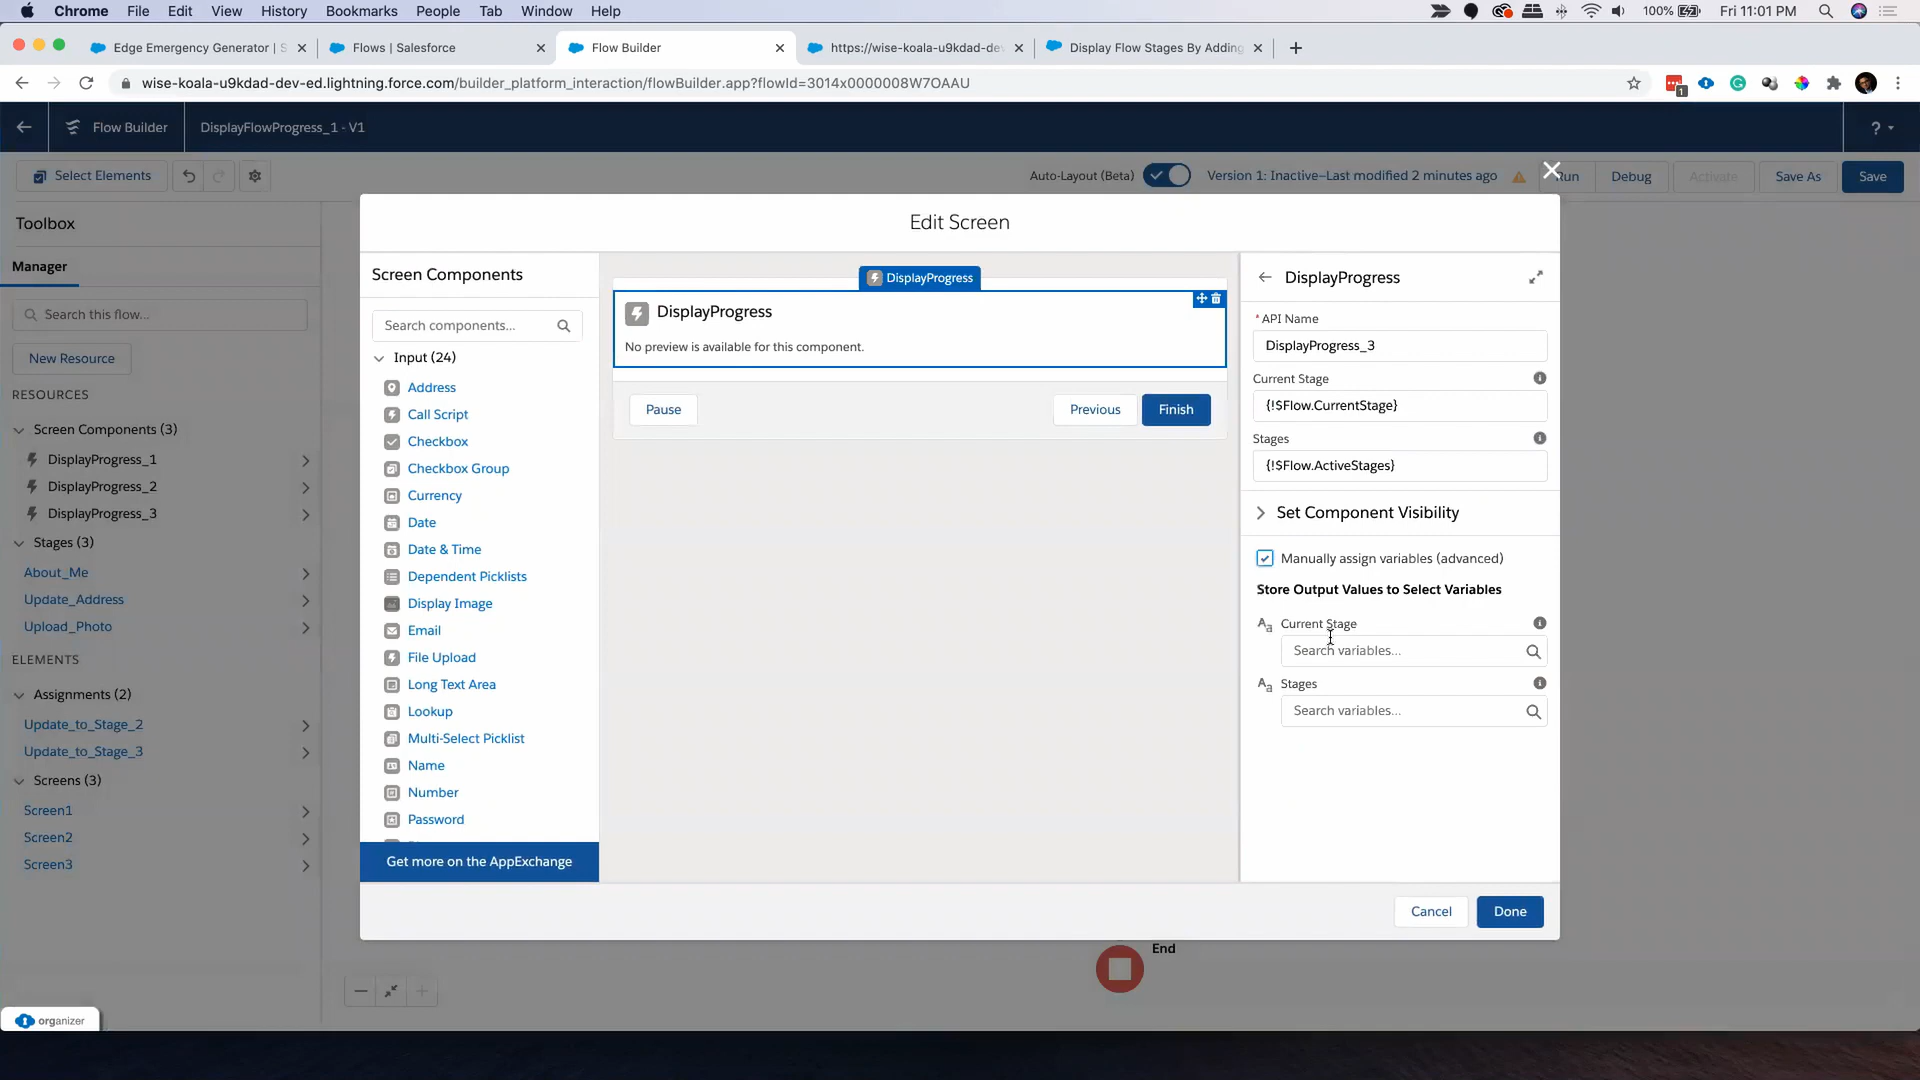 Chrome File Edit View History Bookmarks People Tab Window Help 100% Fri 11:01 PM
Edge Emergency Generator | S Flows | Salesforce Flow Builder https://wise-koala-u9kdad-de Display Flow Stages By Adding
wise-koala-u9kdad-dev-ed.lightning.force.com/builder_platform_interaction/flowBuilder.app?flowId=3014x0000008W7OAAU 1
Flow Builder DisplayFlowProgress_1 - V1 ?
Select Elements Auto-Layout (Beta) Version 1: Inactive–Last modified 2 minutes ago Run Debug Activate Save As Save
Toolbox
Manager
Search this flow...
New Resource
RESOURCES
Screen Components (3)
DisplayProgress_1
DisplayProgress_2
DisplayProgress_3
Stages (3)
About_Me
Update_Address
Upload_Photo
ELEMENTS
Assignments (2)
Update_to_Stage_2
Update_to_Stage_3
Screens (3)
Screen1
Screen2
Screen3
organizer
Edit Screen
Screen Components
Search components...
Input (24)
Address
Call Script
Checkbox
Checkbox Group
Currency
Date
Date & Time
Dependent Picklists
Display Image
Email
File Upload
Long Text Area
Lookup
Multi-Select Picklist
Name
Number
Password
Get more on the AppExchange
DisplayProgress
DisplayProgress
No preview is available for this component.
Pause Previous Finish
DisplayProgress
* API Name
DisplayProgress_3
Current Stage
{!$Flow.CurrentStage}
Stages
{!$Flow.ActiveStages}
Set Component Visibility
Manually assign variables (advanced)
Store Output Values to Select Variables
Aa Current Stage
Search variables...
Aa Stages
Search variables...
Cancel Done
End